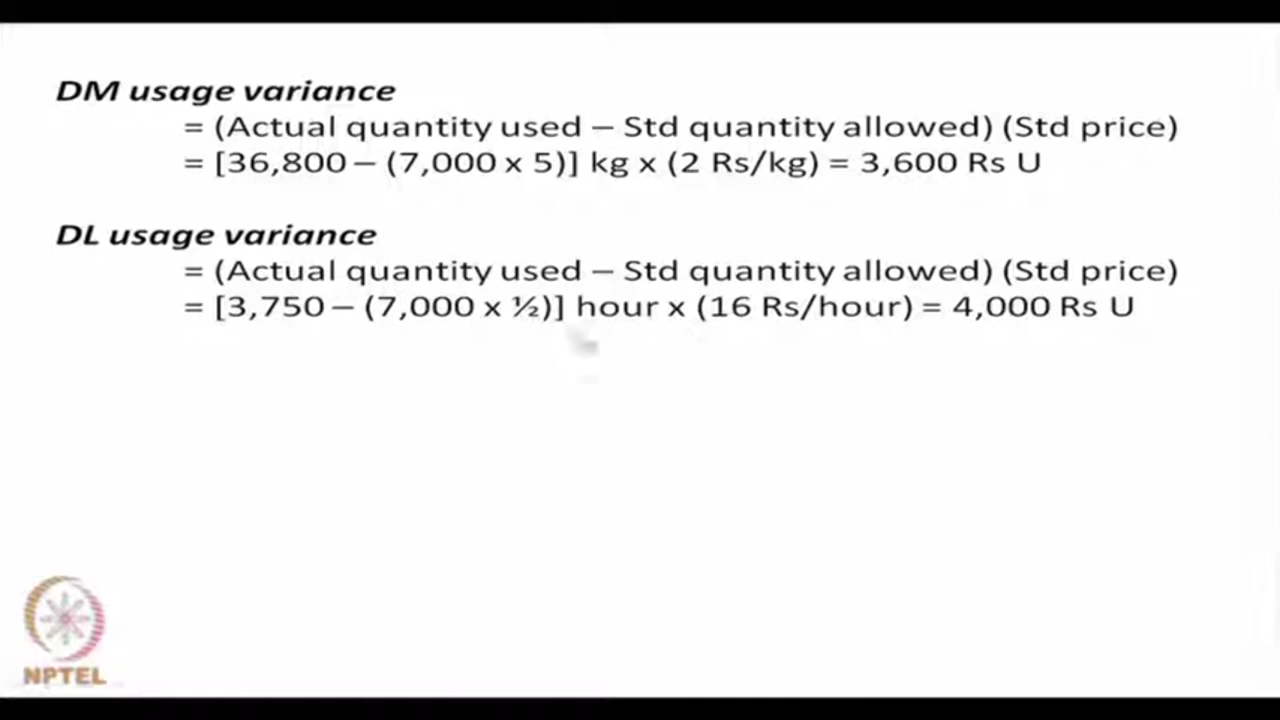 DM usage variance
= (Actual quantity used – Std quantity allowed) (Std price)
= [36,800 – (7,000 x 5)] kg x (2 Rs/kg) = 3,600 Rs U
DL usage variance
= (Actual quantity used – Std quantity allowed) (Std price)
= [3,750 – (7,000 x ½)] hour x (16 Rs/hour) = 4,000 Rs U
NPTEL